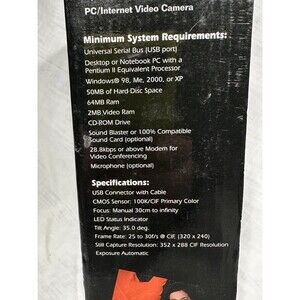 PC/Internet Video Camera
Minimum System Requirements:
Universal Serial Bus (USB port)
Desktop or Notebook PC with a
Pentium II Equivalent Processor
Windows® 98, Me, 2000, or XP
50MB of Hard Disc Space
64MB Ram
2MB Video Ram
CD-ROM Drive
Sound Blaster or 100% Compatible
Sound Card (optional)
28.8kbps or above Modem for
Video Conferencing
Microphone (optional)
Specifications:
USB Connector with Cable
CMOS Sensor: 100K/CIF Primary Color
Focus: Manual 30cm to infinity
LED Status Indicator
Tilt Angle: 35.0 deg.
Frame Rate: 25 to 30f/s @ CIF, (320 x 240)
Still Capture Resolution: 352 x 288 CIF Resolution
Exposure Automatic